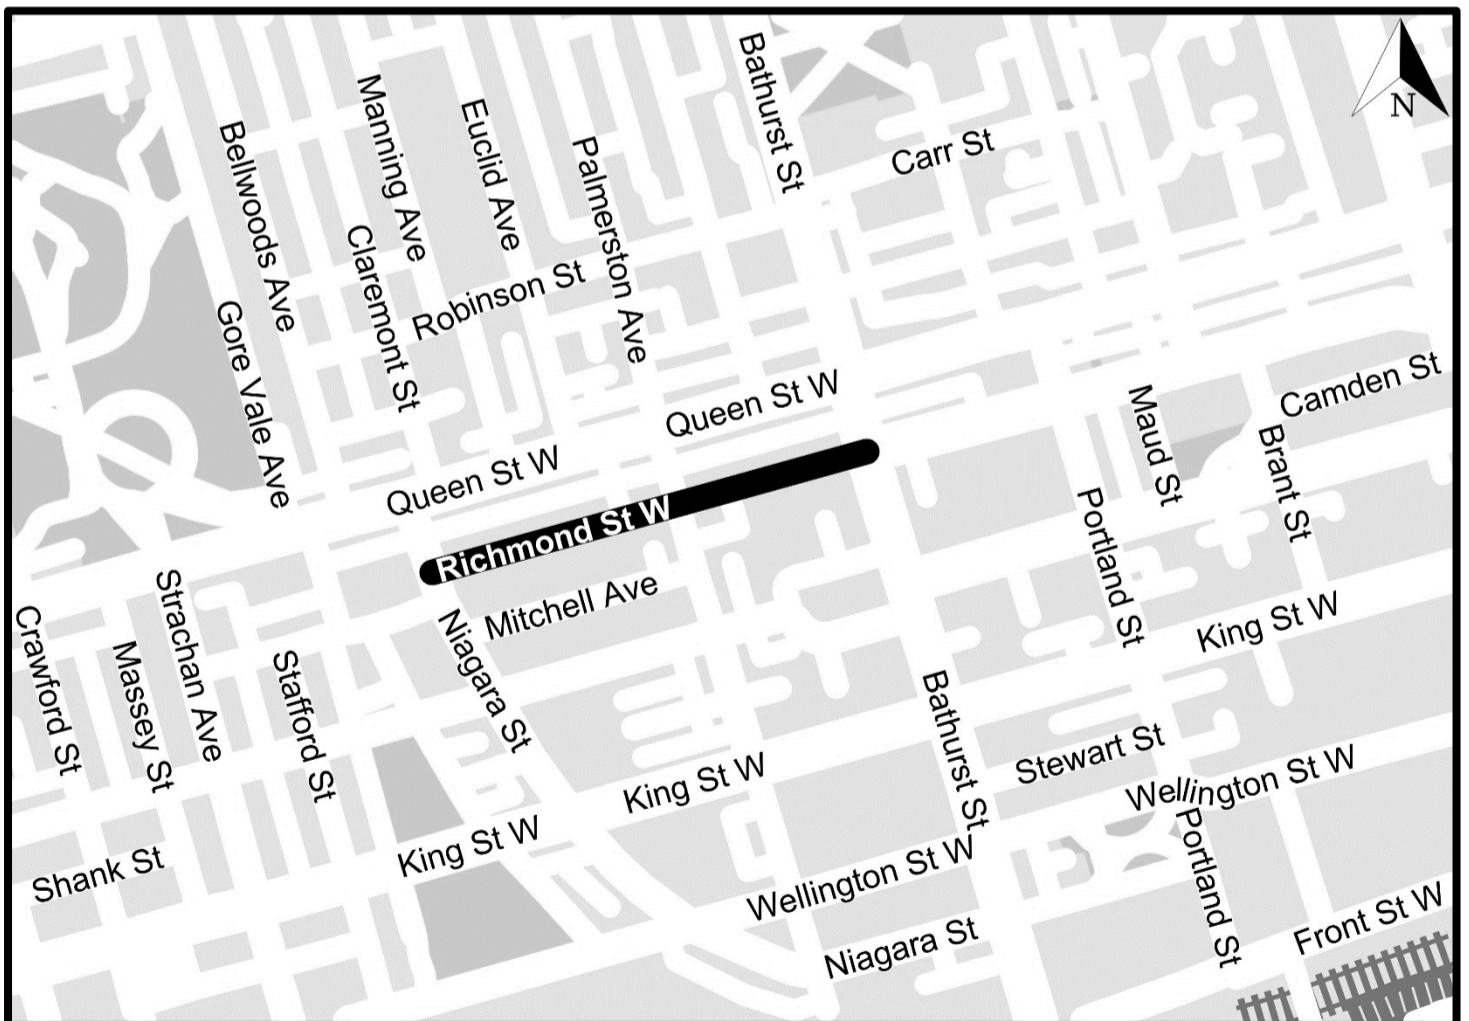 Bathurst St
N
Manning Ave
Euclid Ave
Bellwoods Ave
Palmerston Ave
Carr St
Claremont St
Robinson St
Gore Vale Ave
Queen St W
Camden St
Maud St
Brant St
Queen St W
Richmond St W
Portland St
Mitchell Ave
Strachan Ave
Crawford St
Niagara St
King St W
Massey St
Stafford St
Bathurst St
Stewart St
King St W
Wellington St W
King St W
Portland St
Shank St
Wellington St W
Front St W
Niagara St